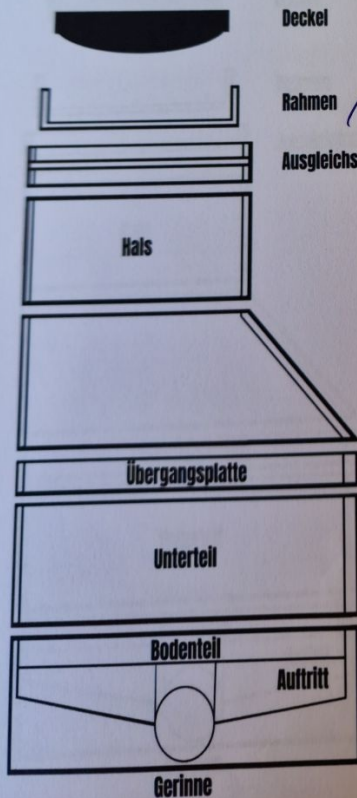 Deckel
Rahmen
Ausgleichs
Hals
Übergangsplatte
Unterteil
Bodenteil
Auftritt
Gerinne